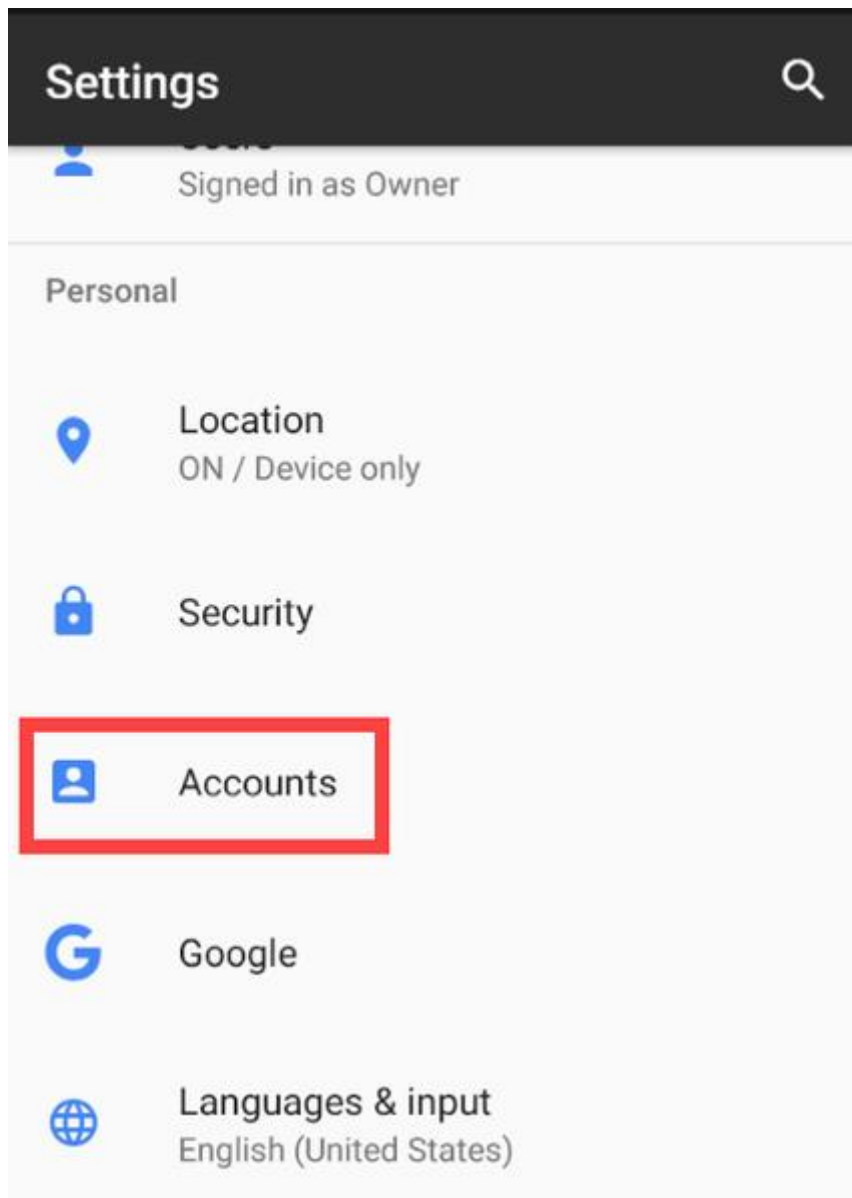 Settings
Signed in as Owner
Personal
Location
ON / Device only
Security
Accounts
Google
Languages & input
English (United States)